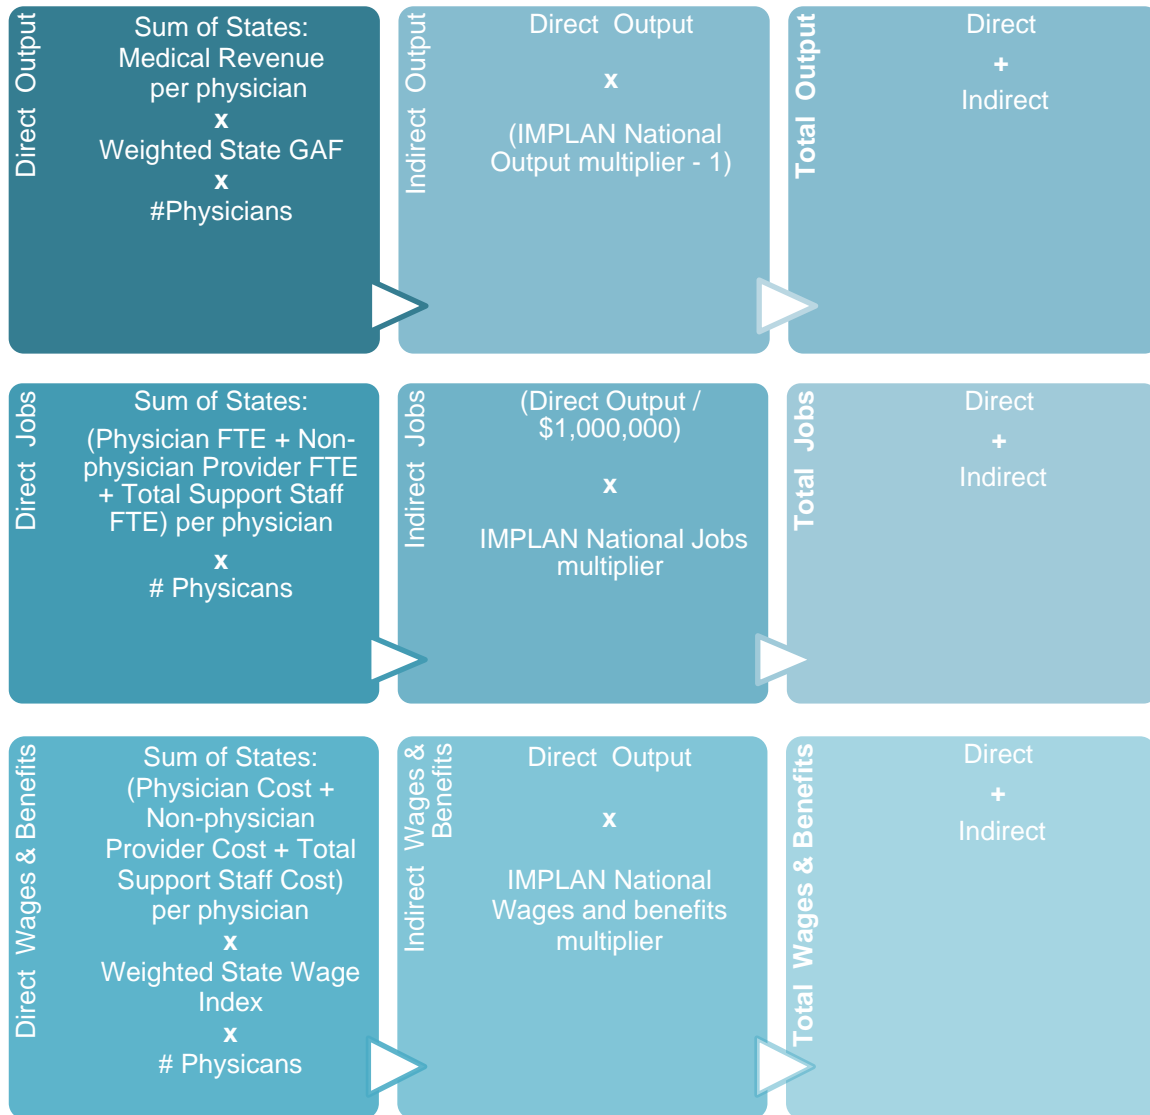 Direct Output
Sum of States:
Medical Revenue
per physician
x
Weighted State GAF
x
#Physicians
Indirect Output
Direct Output
x
(IMPLAN National
Output multiplier - 1)
Total Output
Direct
+
Indirect
Direct Jobs
Sum of States:
(Physician FTE + Non-
physician Provider FTE
+ Total Support Staff
FTE) per physician
x
# Physicans
Indirect Jobs
(Direct Output /
$1,000,000)
x
IMPLAN National Jobs
multiplier
Total Jobs
Direct
+
Indirect
Direct Wages & Benefits
Sum of States:
(Physician Cost +
Non-physician
Provider Cost + Total
Support Staff Cost)
per physician
x
Weighted State Wage
Index
x
# Physicans
Indirect Wages &
Benefits
Direct Output
x
IMPLAN National
Wages and benefits
multiplier
Total Wages & Benefits
Direct
+
Indirect